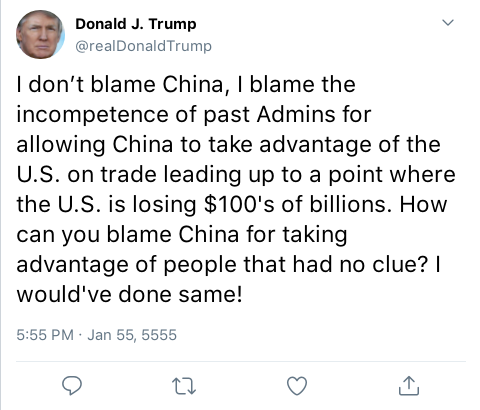 Donald J. Trump
@realDonaldTrump
I don’t blame China, I blame the
incompetence of past Admins for
allowing China to take advantage of the
U.S. on trade leading up to a point where
the U.S. is losing $100's of billions. How
can you blame China for taking
advantage of people that had no clue? I
would've done same!
5:55 PM · Jan 55, 5555